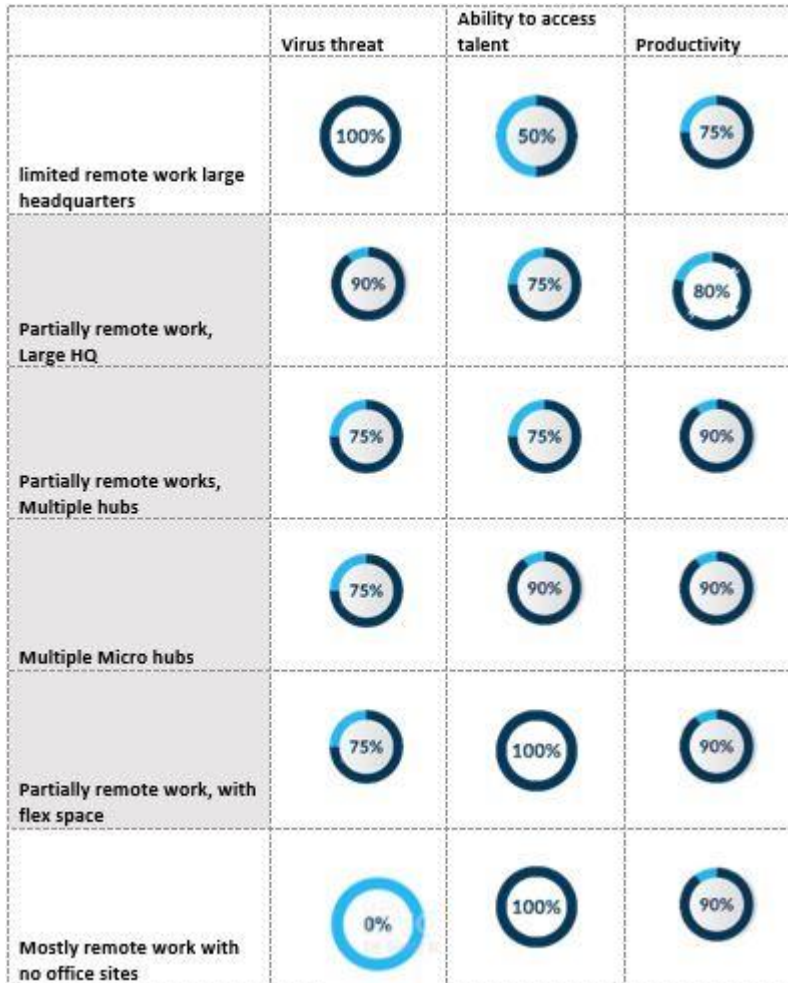 Virus threat
Ability to access
talent
Productivity
limited remote work large
headquarters
100%
50%
75%
Partially remote work,
Large HQ
90%
75%
80%
Partially remote works,
Multiple hubs
75%
75%
90%
Multiple Micro hubs
75%
90%
90%
Partially remote work, with
flex space
75%
100%
90%
Mostly remote work with
no office sites
0%
100%
90%